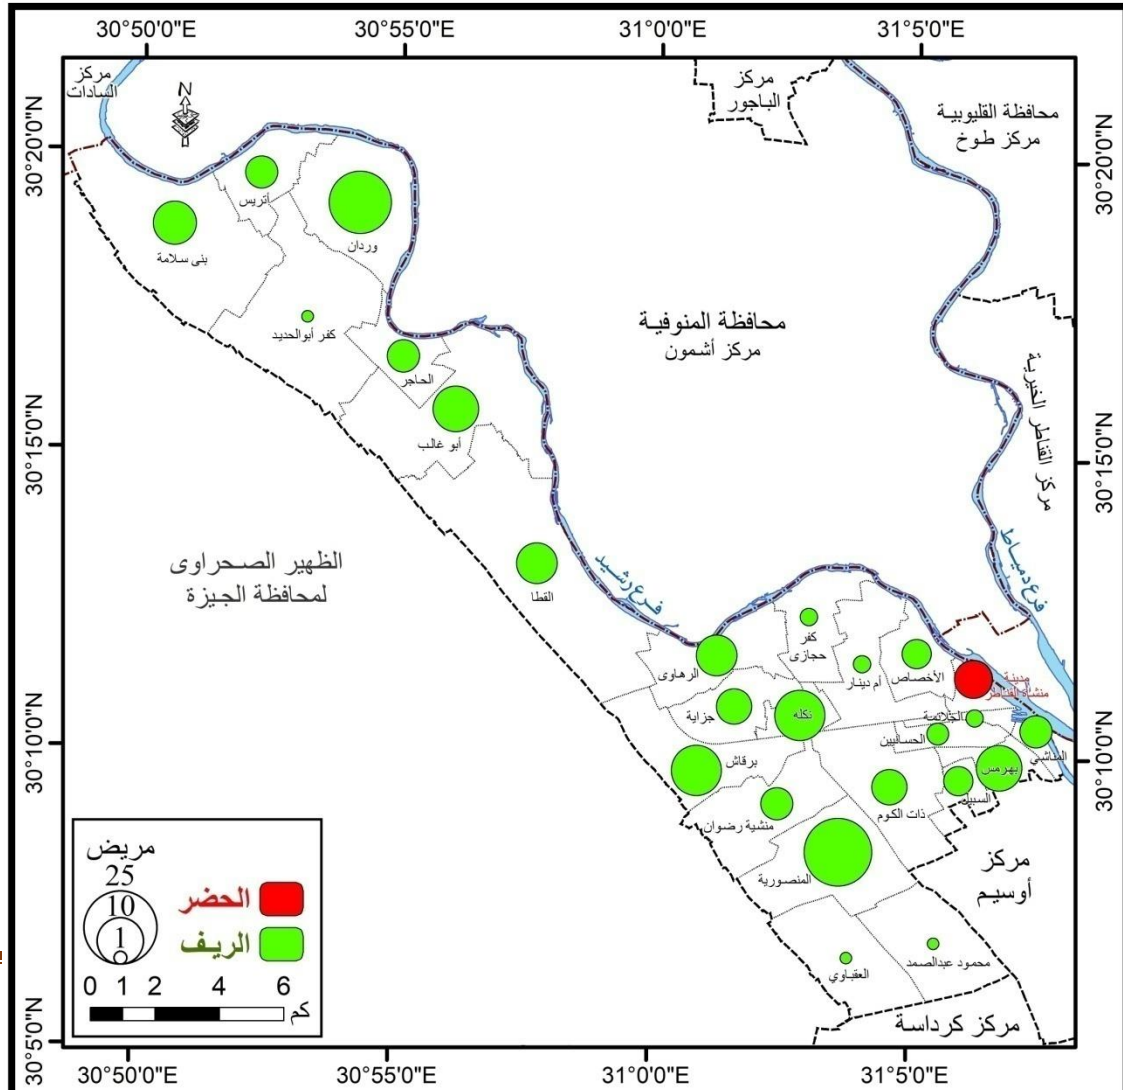 30°50'0"E
30°55'0"E
31°0'0"E
31°5'0"E
مركز
السادات
N
مركز
الباجور
محافظة القليوبية
مركز طوخ
30°20'0"N
30°20'0"N
أتريس
وردان
بنى سلامة
كفر أبوالحديد
محافظة المنوفية
مركز أشمون
الحاجر
أبو غالب
مركز القناطر الخيرية
30°15'0"N
30°15'0"N
الظهير الصحراوى
لمحافظة الجيزة
القطا
فرع رشيد
فرع دمياط
كفر
حجازى
الرهاوى
أم دينار
الأخصاص
مدينة
منشأة القناطر
جزاية
نكله
الجلاتمة
الحسانيين
المناشي
30°10'0"N
30°10'0"N
برقاش
بهرمس
السبيل
ذات الكوم
منشية رضوان
المنصورية
مركز
أوسيم
مريض
25
10
1
الحضر
الريف
0 1 2 4 6 كم
محمود عبدالصمد
العقباوي
مركز كرداسة
30°5'0"N
30°50'0"E
30°55'0"E
31°0'0"E
31°5'0"E